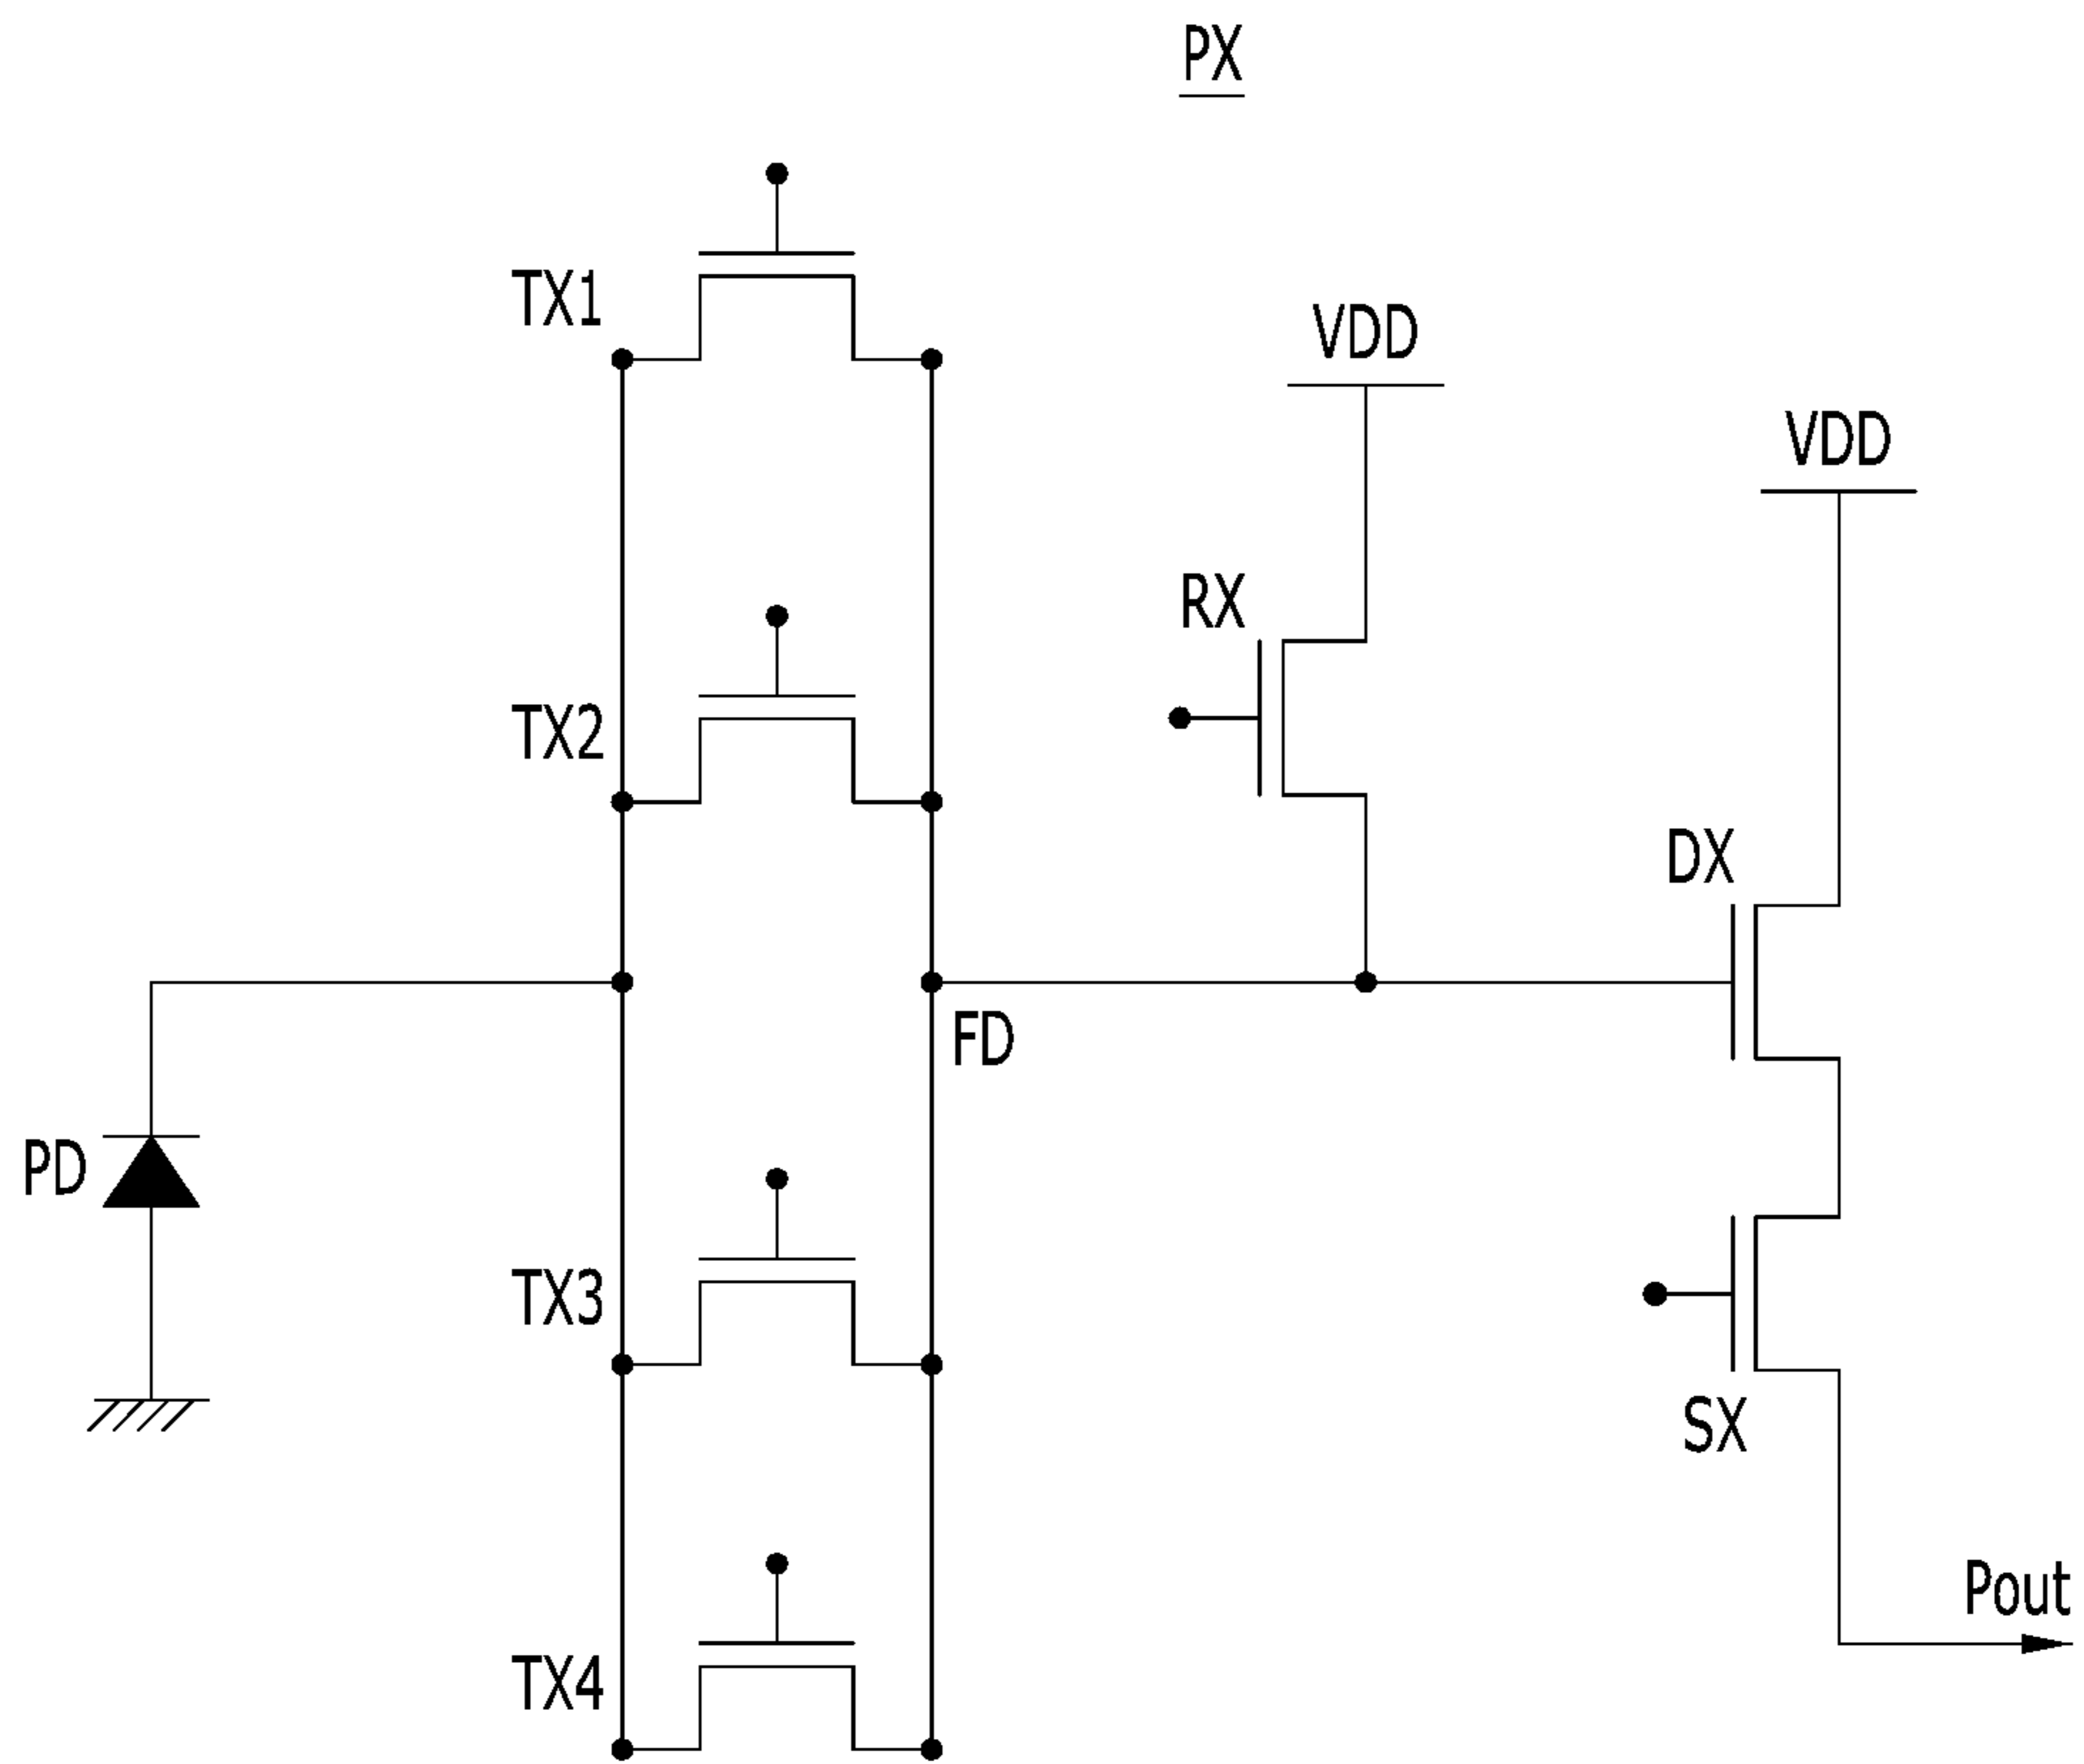 PX
TX1
VDD
VDD
RX
TX2
DX
FD
PD
TX3
SX
Pout
TX4